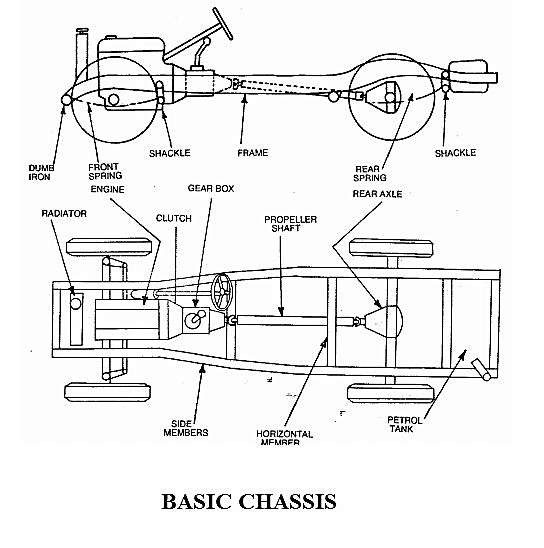 DUMB
IRON
FRONT
SPRING
SHACKLE
FRAME
REAR
SPRING
SHACKLE
ENGINE
GEAR BOX
REAR AXLE
RADIATOR
CLUTCH
PROPELLER
SHAFT
SIDE
MEMBERS
HORIZONTAL
MEMBER
PETROL
TANK
BASIC CHASSIS